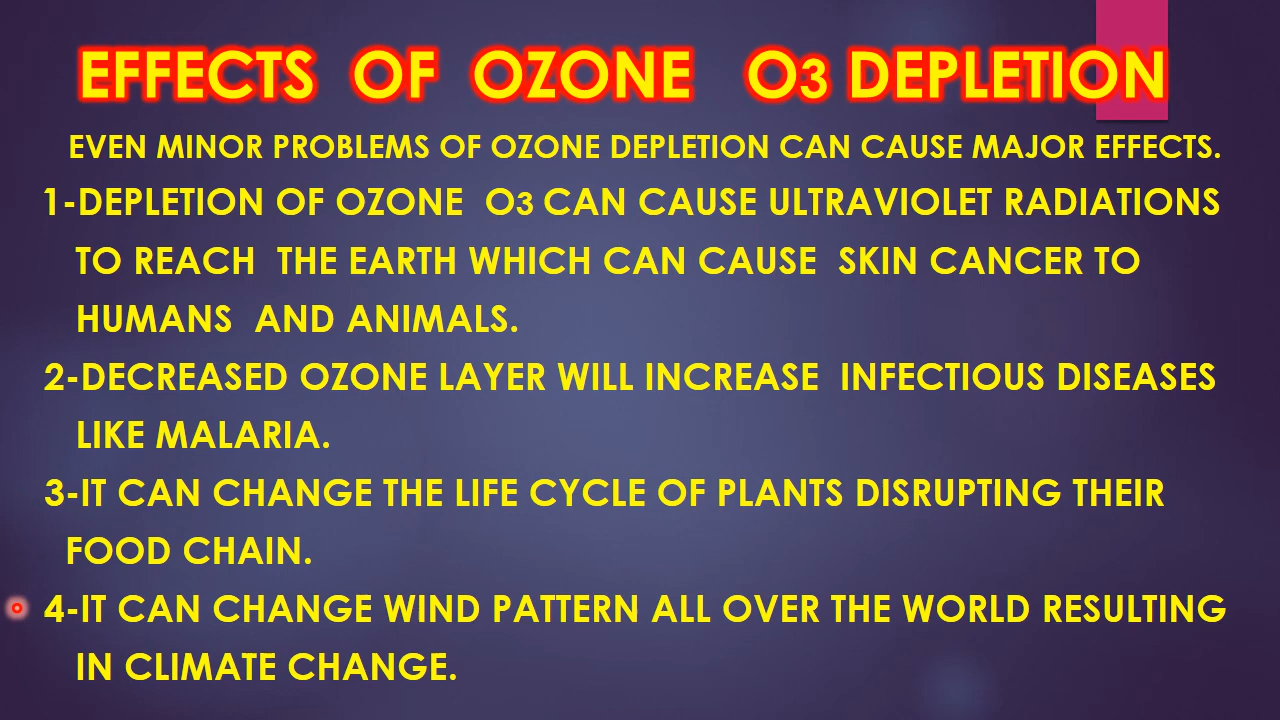 EFFECTS OF OZONE O3 DEPLETION
EVEN MINOR PROBLEMS OF OZONE DEPLETION CAN CAUSE MAJOR EFFECTS.
1-DEPLETION OF OZONE O3 CAN CAUSE ULTRAVIOLET RADIATIONS
TO REACH THE EARTH WHICH CAN CAUSE SKIN CANCER TO
HUMANS AND ANIMALS.
2-DECREASED OZONE LAYER WILL INCREASE INFECTIOUS DISEASES
LIKE MALARIA.
3-IT CAN CHANGE THE LIFE CYCLE OF PLANTS DISRUPTING THEIR
FOOD CHAIN.
4-IT CAN CHANGE WIND PATTERN ALL OVER THE WORLD RESULTING
IN CLIMATE CHANGE.